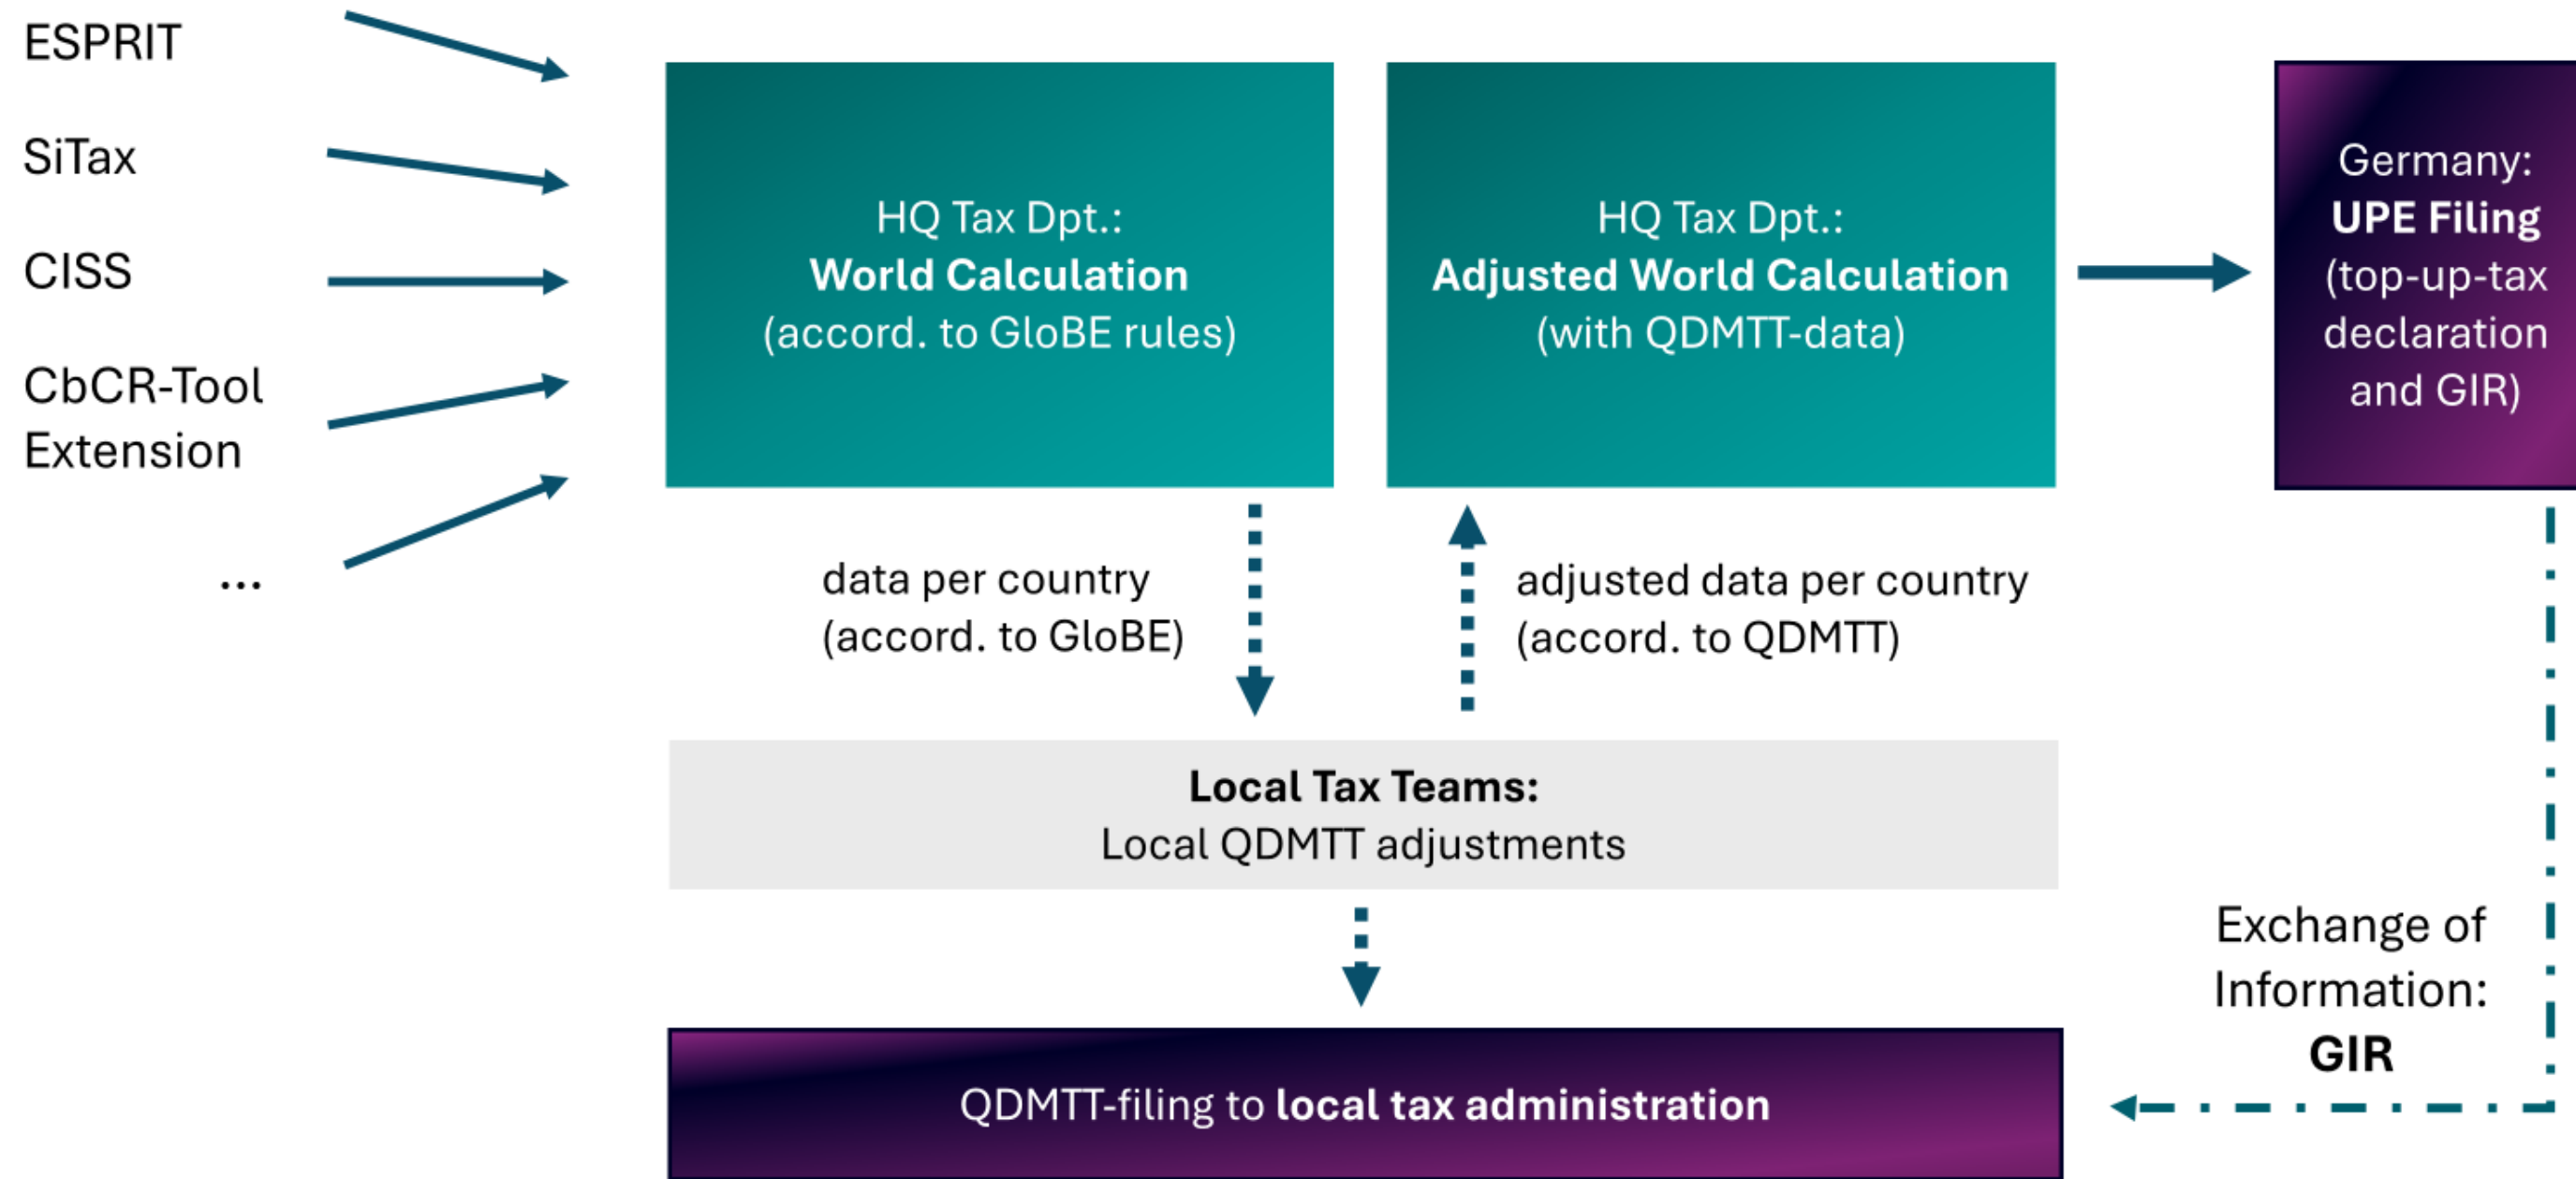 ESPRIT
SiTax
CISS
CbCR-Tool
Extension
...
HQ Tax Dpt.:
World Calculation
(accord. to GloBE rules)
HQ Tax Dpt.:
Adjusted World Calculation
(with QDMTT-data)
Germany:
UPE Filing
(top-up-tax
declaration
and GIR)
data per country
(accord. to GloBE)
adjusted data per country
(accord. to QDMTT)
Local Tax Teams:
Local QDMTT adjustments
Exchange of
Information:
GIR
QDMTT-filing to local tax administration